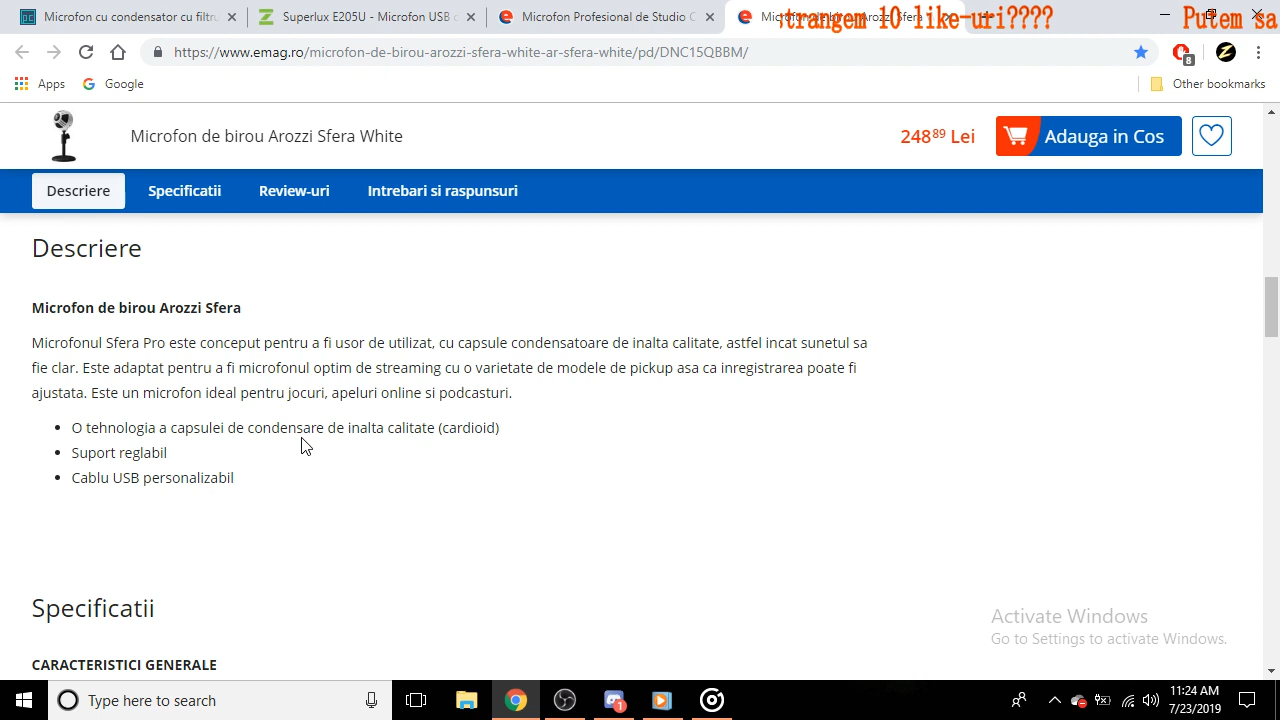 Microfon cu condensator cu filtru
Superlux E205U - Microfon USB c
Microfon Profesional de Studio C
Microfon de birou Arozzi Sfera
strangem 10 like-uri????
Putem sa
https://www.emag.ro/microfon-de-birou-arozzi-sfera-white-ar-sfera-white/pd/DNC15QBBM/
8
Apps
Google
Other bookmarks
Microfon de birou Arozzi Sfera White
248⁸⁹ Lei
Adauga in Cos
Descriere
Specificatii
Review-uri
Intrebari si raspunsuri
Descriere
Microfon de birou Arozzi Sfera
Microfonul Sfera Pro este conceput pentru a fi usor de utilizat, cu capsule condensatoare de inalta calitate, astfel incat sunetul sa
fie clar. Este adaptat pentru a fi microfonul optim de streaming cu o varietate de modele de pickup asa ca inregistrarea poate fi
ajustata. Este un microfon ideal pentru jocuri, apeluri online si podcasturi.
• O tehnologia a capsulei de condensare de inalta calitate (cardioid)
• Suport reglabil
• Cablu USB personalizabil
Specificatii
CARACTERISTICI GENERALE
Activate Windows
Go to Settings to activate Windows.
Type here to search
1
11:24 AM
7/23/2019